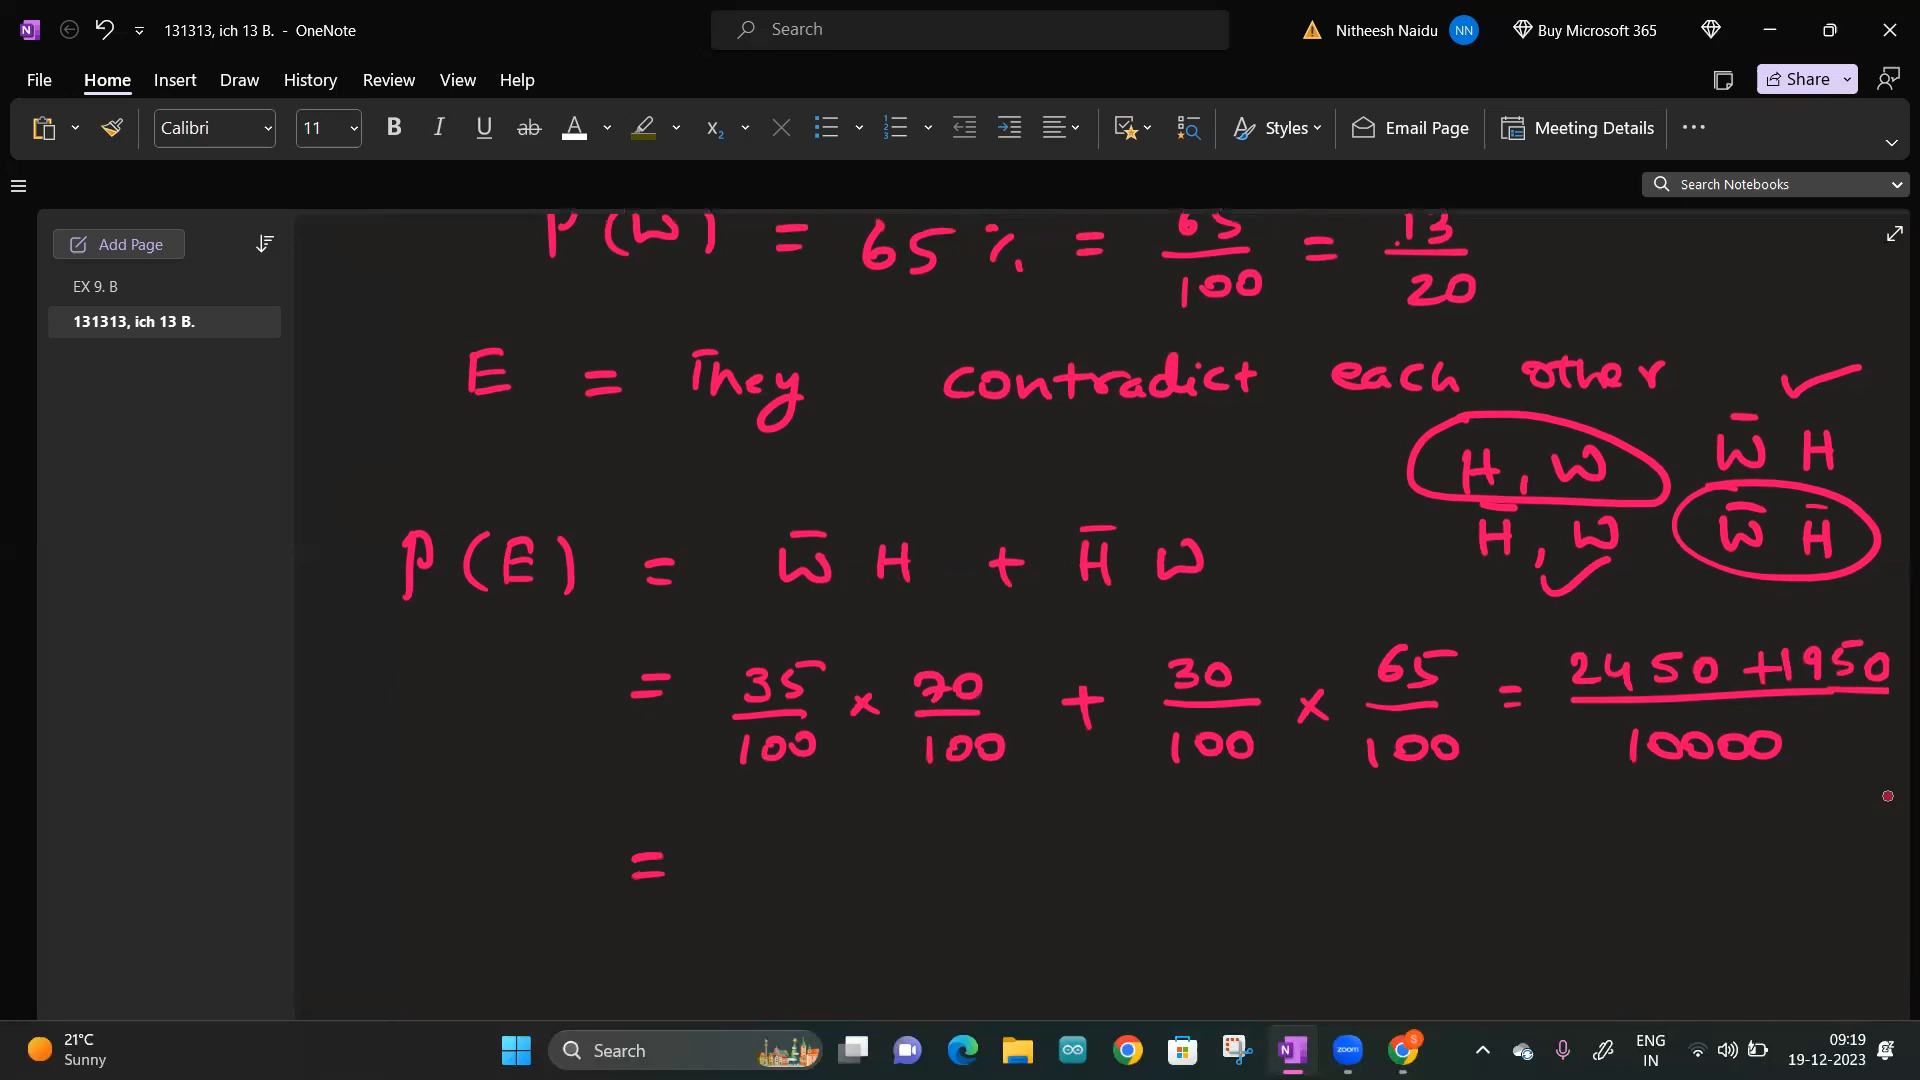 131313, ich 13 B. - OneNote
Search
Nitheesh Naidu NN Buy Microsoft 365
File Home Insert Draw History Review View Help
Share
Calibri 11 B I U ab A x₂ Styles Email Page Meeting Details
Search Notebooks
Add Page
EX 9. B
131313, ich 13 B.
P(W) = 65 % = 65/100 = 13/20
E = They contradict each other
H, W W̄ H
H̄, W W̄ H̄
P(E) = W̄ H + H̄ W
= 35/100 × 70/100 + 30/100 × 65/100 = 2450+1950/10000
=
21°C
Sunny
Search
zoom
S
ENG
IN
09:19
19-12-2023